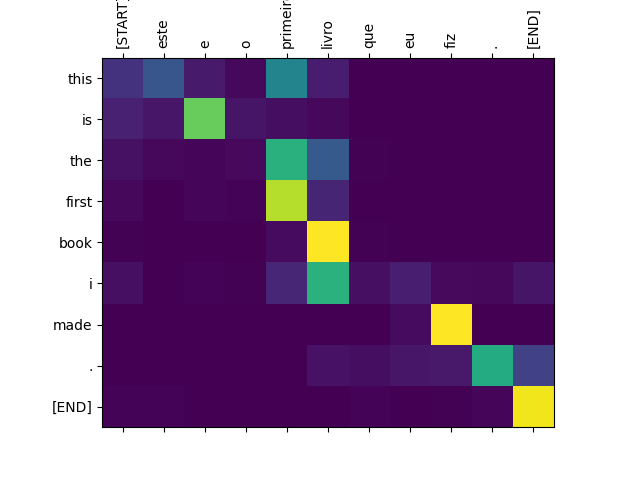 [START]
este
e
o
primeiro
livro
que
eu
fiz
.
[END]
this
is
the
first
book
i
made
.
[END]